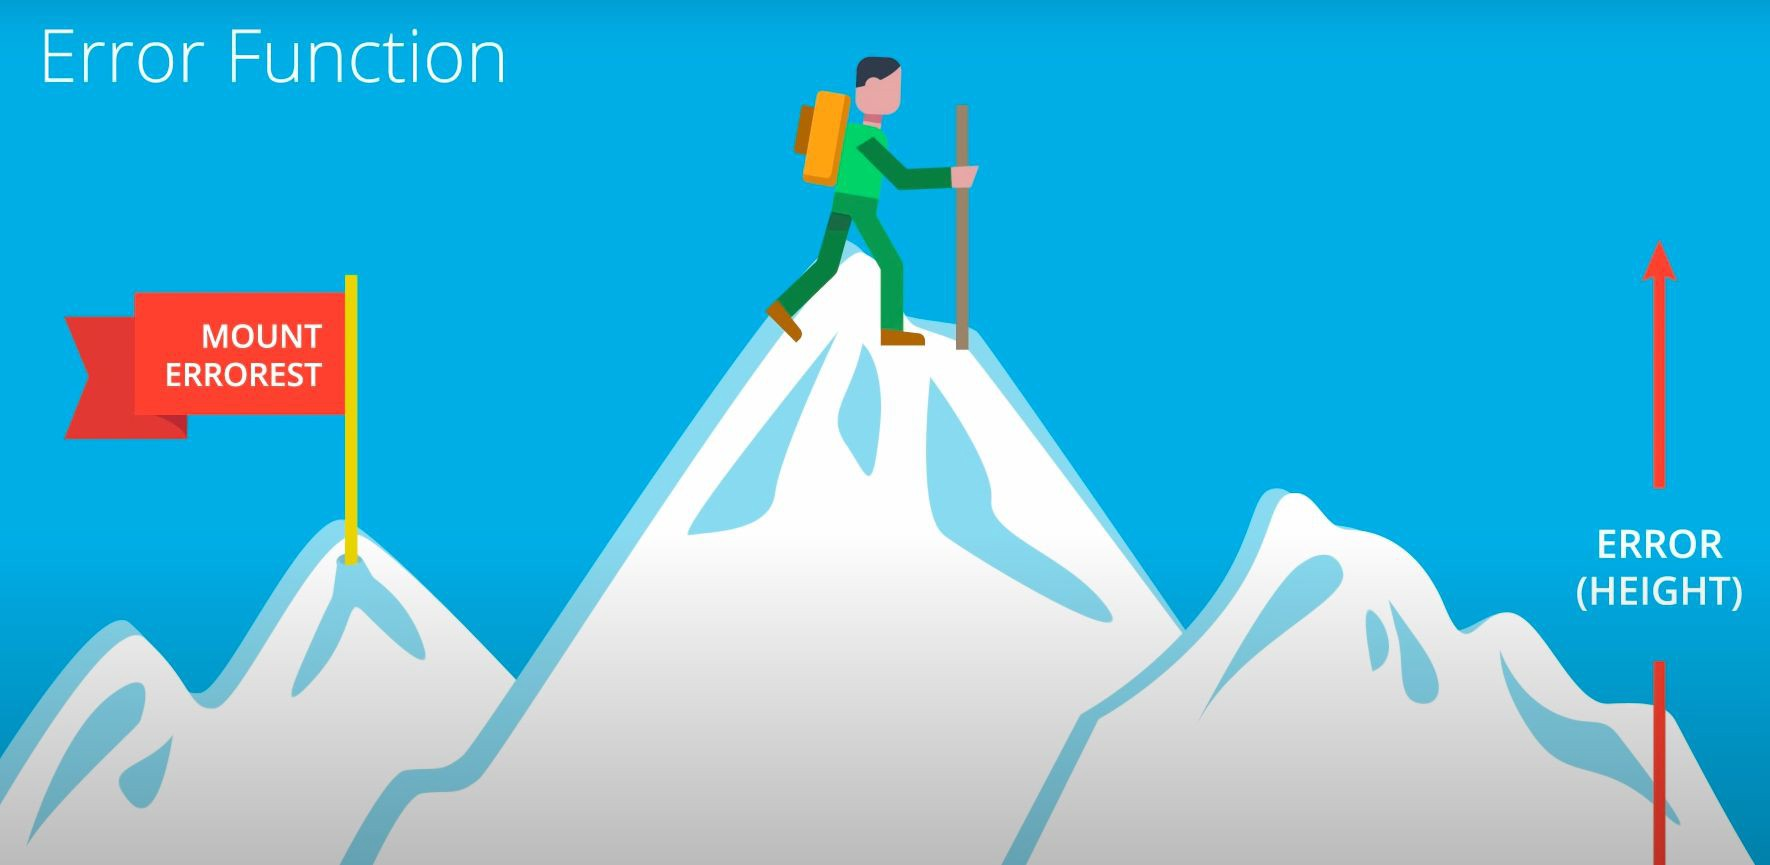 Error Function
MOUNT
ERROREST
ERROR
(HEIGHT)